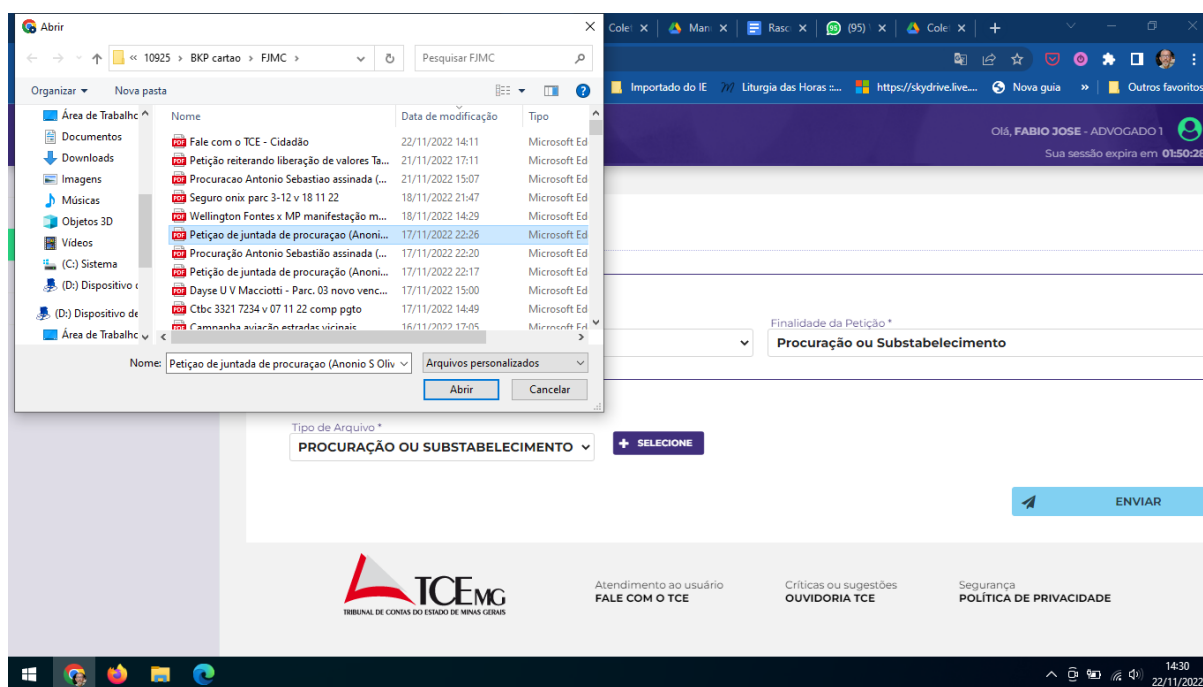 Abrir
Colet
Mani
Rasc
(95)
Colet
« 10925 > BKP cartao > FJMC >
Pesquisar FJMC
Organizar
Nova pasta
Importado do IE
Liturgia das Horas ::...
https://skydrive.live....
Nova guia
»
Outros favoritos
Área de Trabalho
Documentos
Downloads
Imagens
Músicas
Objetos 3D
Vídeos
(C:) Sistema
(D:) Dispositivo
(D:) Dispositivo de
Área de Trabalho
Nome Data de modificação Tipo
Fale com o TCE - Cidadão 22/11/2022 14:11 Microsoft Ed
Petição reiterando liberação de valores Ta... 21/11/2022 17:11 Microsoft Ed
Procuracao Antonio Sebastiao assinada (... 21/11/2022 15:07 Microsoft Ed
Seguro onix parc 3-12 v 18 11 22 18/11/2022 21:47 Microsoft Ed
Wellington Fontes x MP manifestação m... 18/11/2022 14:29 Microsoft Ed
Petiçao de juntada de procuraçao (Anoni... 17/11/2022 22:26 Microsoft Ed
Procuração Antonio Sebastião assinada (... 17/11/2022 22:20 Microsoft Ed
Petição de juntada de procuração (Anoni... 17/11/2022 22:17 Microsoft Ed
Dayse U V Macciotti - Parc. 03 novo venc... 17/11/2022 15:00 Microsoft Ed
Ctbc 3321 7234 v 07 11 22 comp pgto 17/11/2022 14:49 Microsoft Ed
Campanha aviação estradas vicinais 16/11/2022 17:05 Microsoft Ed
Nome: Petiçao de juntada de procuraçao (Anonio S Oliv
Arquivos personalizados
Abrir
Cancelar
Olá, FABIO JOSE - ADVOGADO 1
Sua sessão expira em 01:50:28
Finalidade da Petição *
Procuração ou Substabelecimento
Tipo de Arquivo *
PROCURAÇÃO OU SUBSTABELECIMENTO
+ SELECIONE
ENVIAR
TCEMG
TRIBUNAL DE CONTAS DO ESTADO DE MINAS GERAIS
Atendimento ao usuário
FALE COM O TCE
Críticas ou sugestões
OUVIDORIA TCE
Segurança
POLÍTICA DE PRIVACIDADE
14:30
22/11/2022